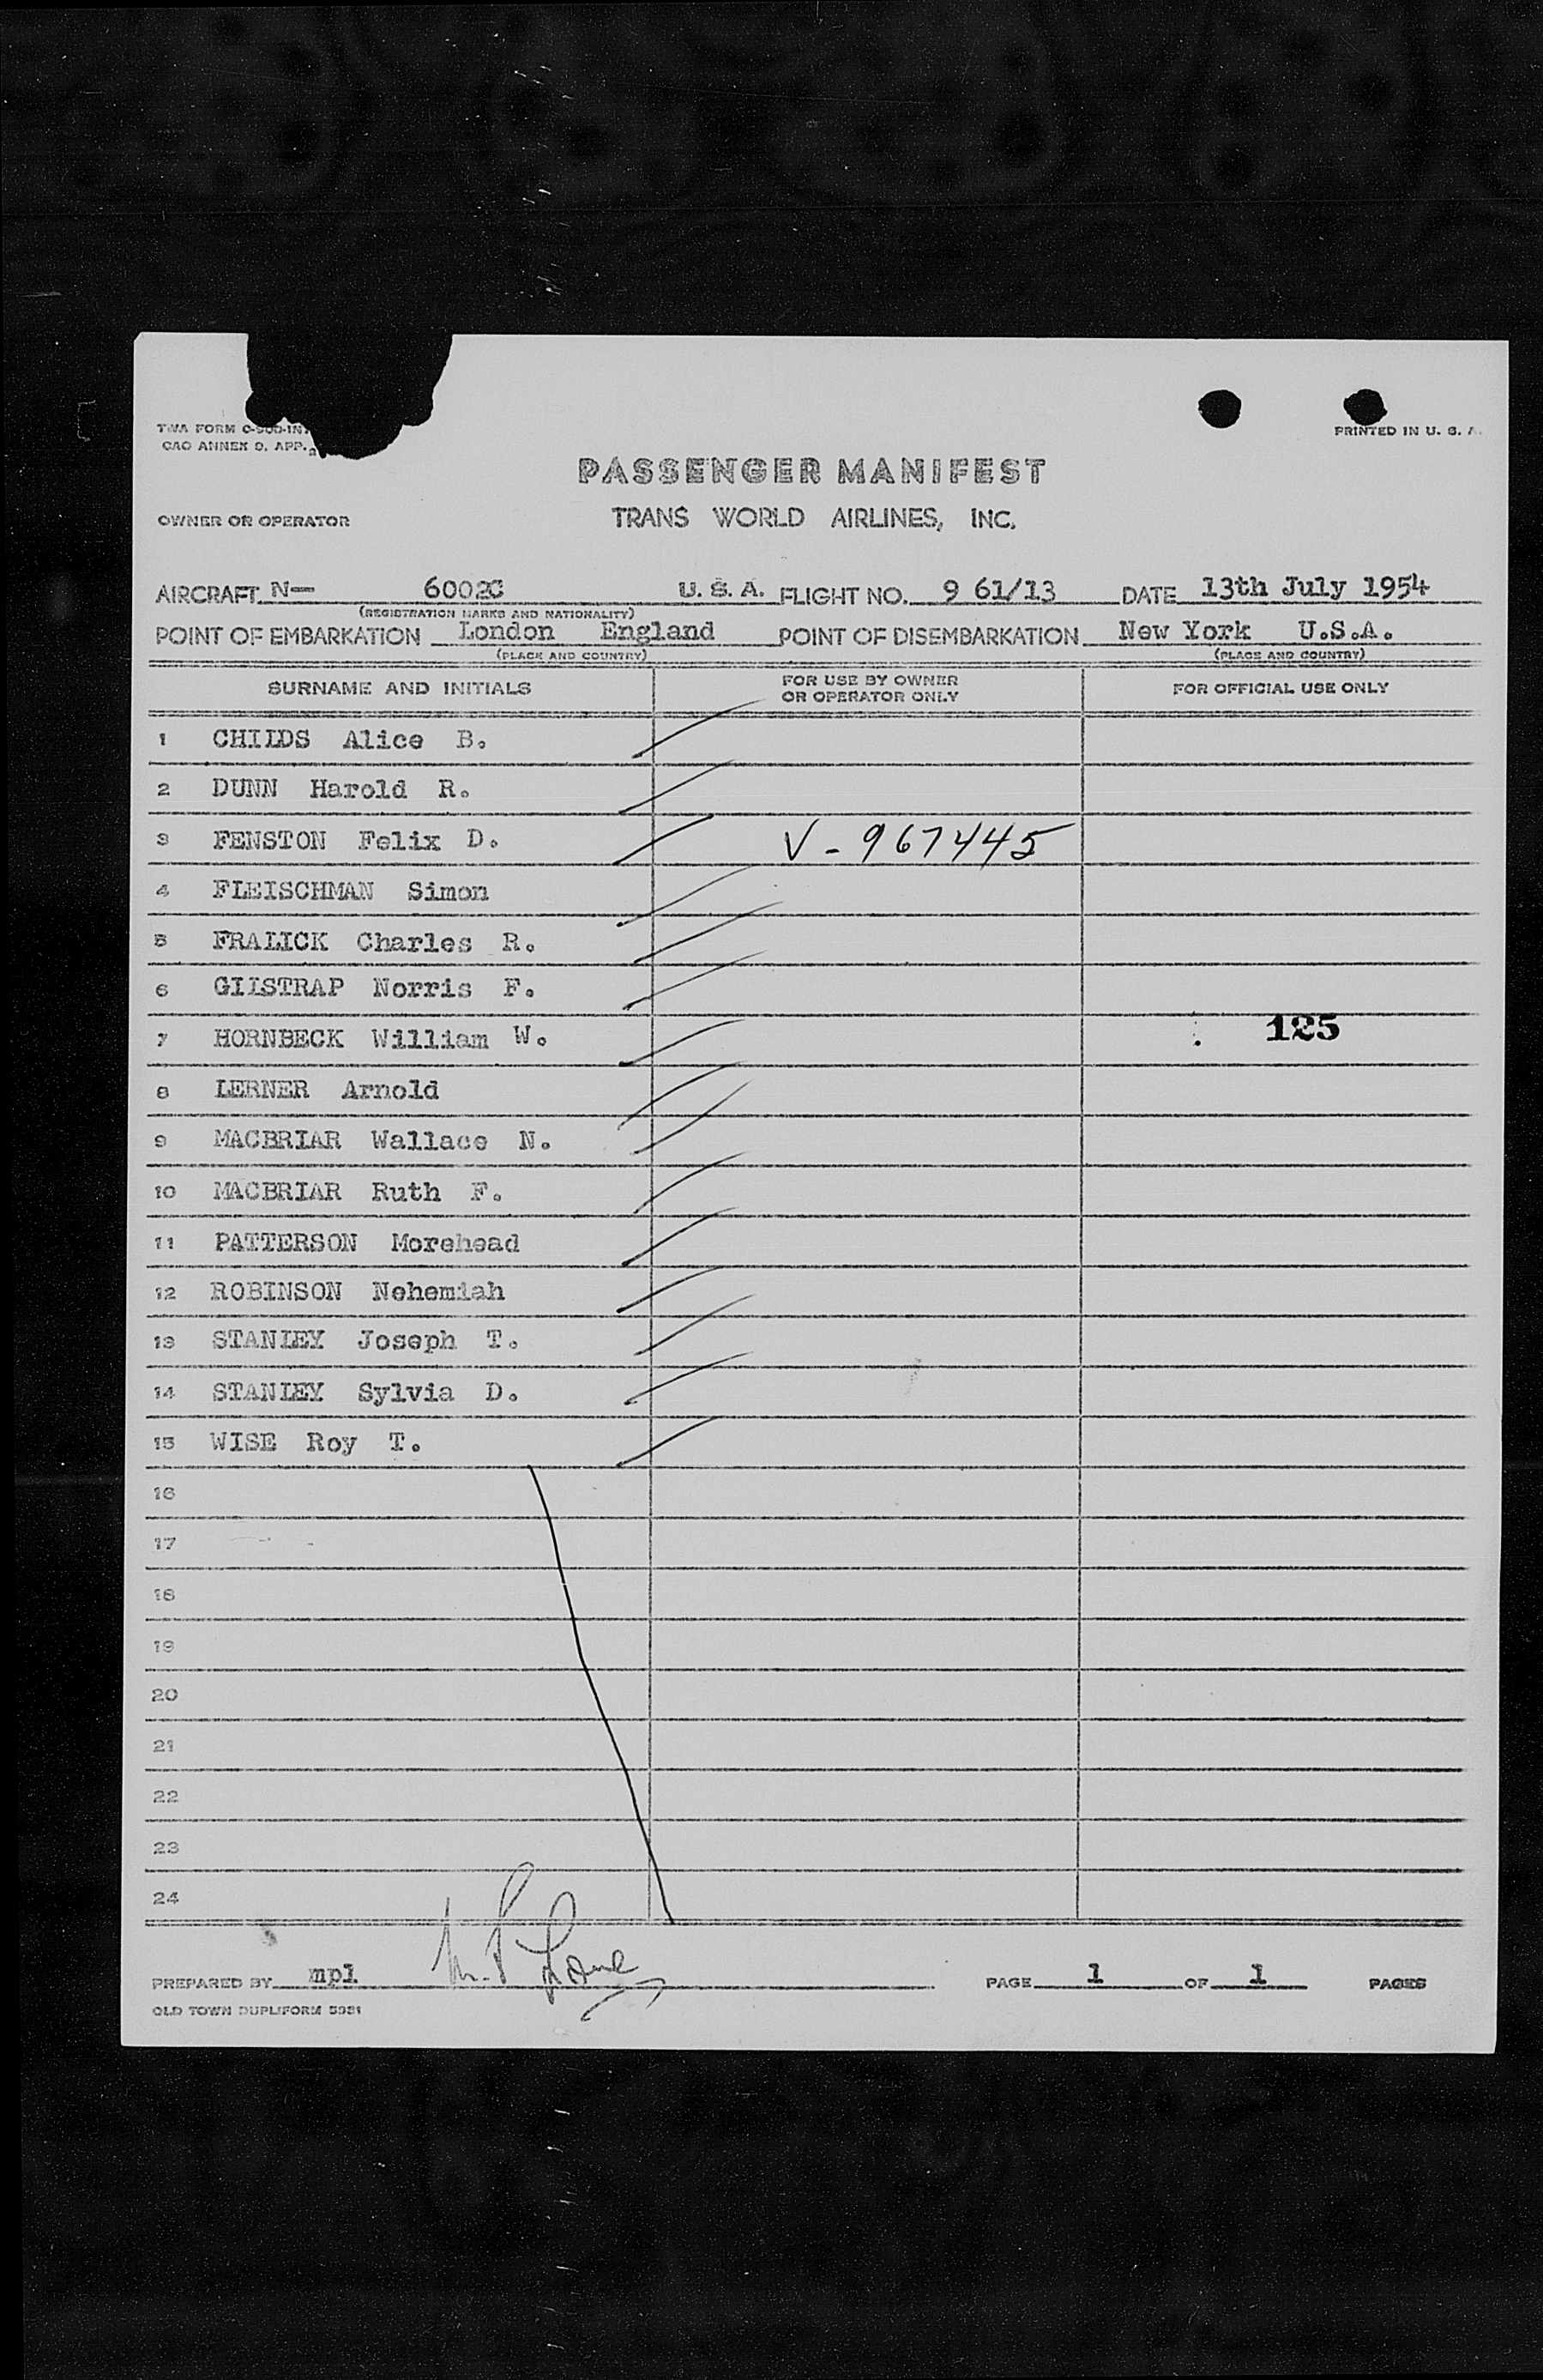 TWA FORM
CAO ANNEX 9, APP.
PRINTED IN U. S. A.
PASSENGER MANIFEST
OWNER OR OPERATOR TRANS WORLD AIRLINES, INC.
AIRCRAFT N— 6002C U. S. A. FLIGHT NO. 9 61/13 DATE 13th July 1954
(REGISTRATION MARKS AND NATIONALITY)
POINT OF EMBARKATION London England POINT OF DISEMBARKATION New York U.S.A.
(PLACE AND COUNTRY) (PLACE AND COUNTRY)
SURNAME AND INITIALS FOR USE BY OWNER OR OPERATOR ONLY FOR OFFICIAL USE ONLY
1 CHILDS Alice B.
2 DUNN Harold R.
3 FENSTON Felix D. V - 967445
4 FLEISCHMAN Simon
5 FRALICK Charles R.
6 GILSTRAP Norris F.
7 HORNBECK William W. 125
8 LERNER Arnold
9 MACBRIAR Wallace N.
10 MACBRIAR Ruth F.
11 PATTERSON Morehead
12 ROBINSON Nehemiah
13 STANLEY Joseph T.
14 STANLEY Sylvia D.
15 WISE Roy T.
16
17
18
19
20
21
22
23
24
PREPARED BY mpl PAGE 1 OF 1 PAGES
OLD TOWN DUPLIFORM